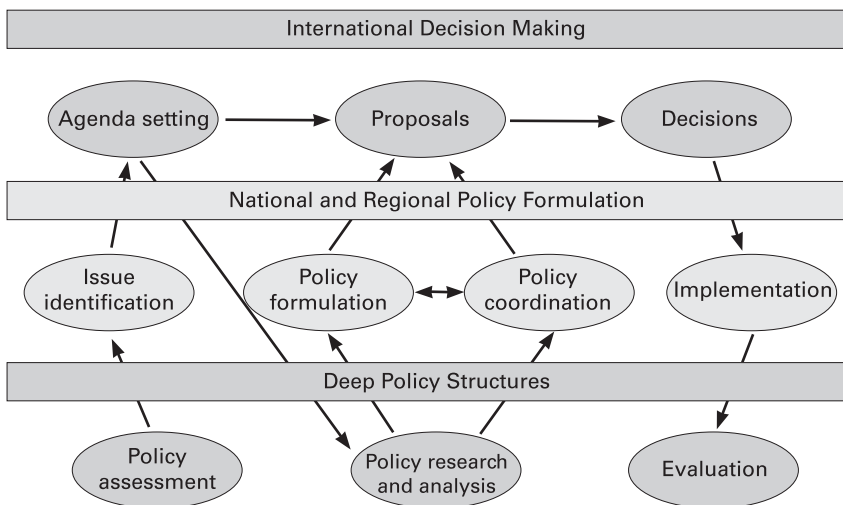 International Decision Making
Agenda setting
Proposals
Decisions
National and Regional Policy Formulation
Issue
identification
Policy
formulation
Policy
coordination
Implementation
Deep Policy Structures
Policy
assessment
Policy research
and analysis
Evaluation